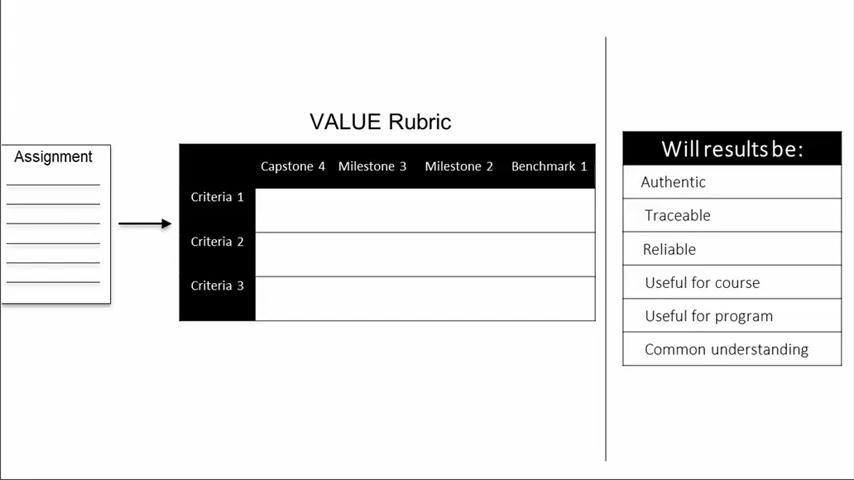 Assignment
VALUE Rubric
Capstone 4 Milestone 3 Milestone 2 Benchmark 1
Criteria 1
Criteria 2
Criteria 3
Will results be:
Authentic
Traceable
Reliable
Useful for course
Useful for program
Common understanding